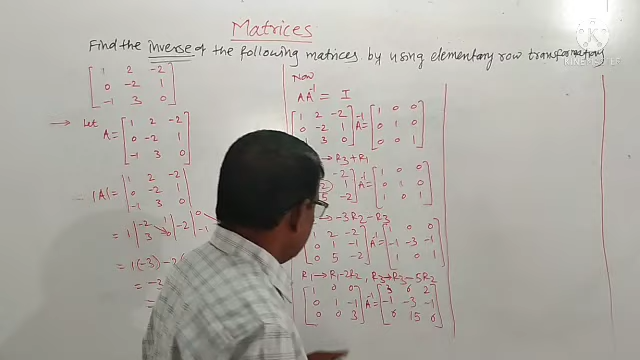 Matrices
Find the inverse of the following matrices by using elementary row transformations
1 2 -2
0 -2 1
-1 3 0
→ Let
A = 1 2 -2
0 -2 1
-1 3 0
|A| = 1 2 -2
0 -2 1
-1 3 0
= 1 | -2 1
3 0 | -2 | 0
-1
= 1(-3) -2
= -2
=
Now
AA⁻¹ = I
1 2 -2
0 -2 1
1 3 0
A⁻¹ = 1 0 0
0 1 0
0 0 1
→ R3 + R1
-2
2 1
5 -2
A⁻¹ = 1 0 0
0 1 0
1 0 1
→ -3R2 - R3
2 -2
0 1 -1
0 5 -2
A⁻¹ = 1 0 0
-1 -3 -1
1 0 1
R1 → R1 - 2R2, R3 → R3 - 5R2
1 0 0
0 1 -1
0 0 3
A⁻¹ = 3 6 2
-1 -3 -1
6 15 6